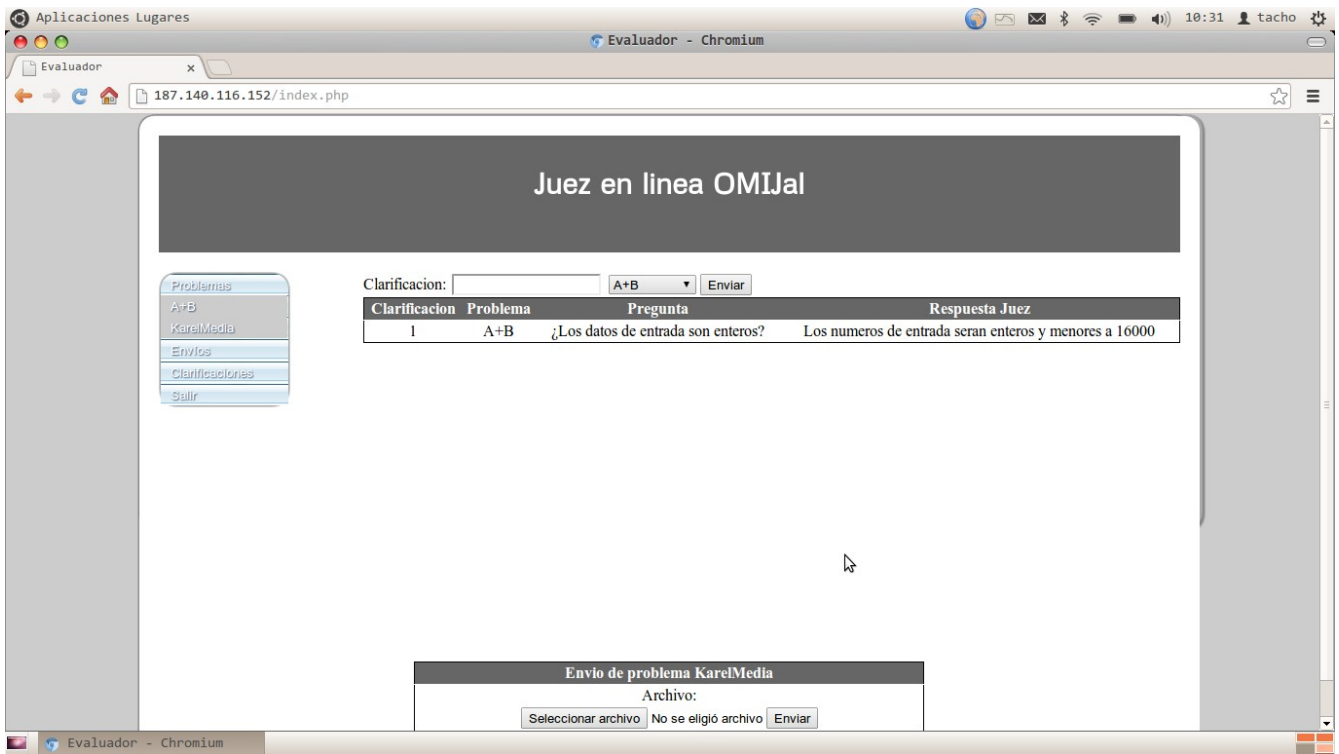 Aplicaciones Lugares
10:31 tacho
Evaluador - Chromium
Evaluador x
187.140.116.152/index.php
Juez en linea OMIJal
Problemas
A+B
KarelMedia
Envios
Clarificaciones
Salir
Clarificacion: A+B Enviar
Clarificacion Problema Pregunta Respuesta Juez
1 A+B ¿Los datos de entrada son enteros? Los numeros de entrada seran enteros y menores a 16000
Envio de problema KarelMedia
Archivo:
Seleccionar archivo No se eligió archivo Enviar
Evaluador - Chromium